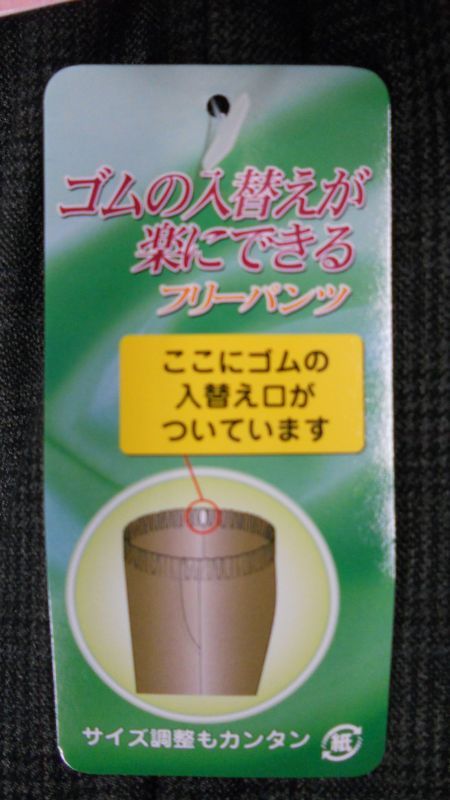 ゴムの入替えが
楽にできる
フリーパンツ
ここにゴムの
入替え口が
ついています
サイズ調整もカンタン
紙